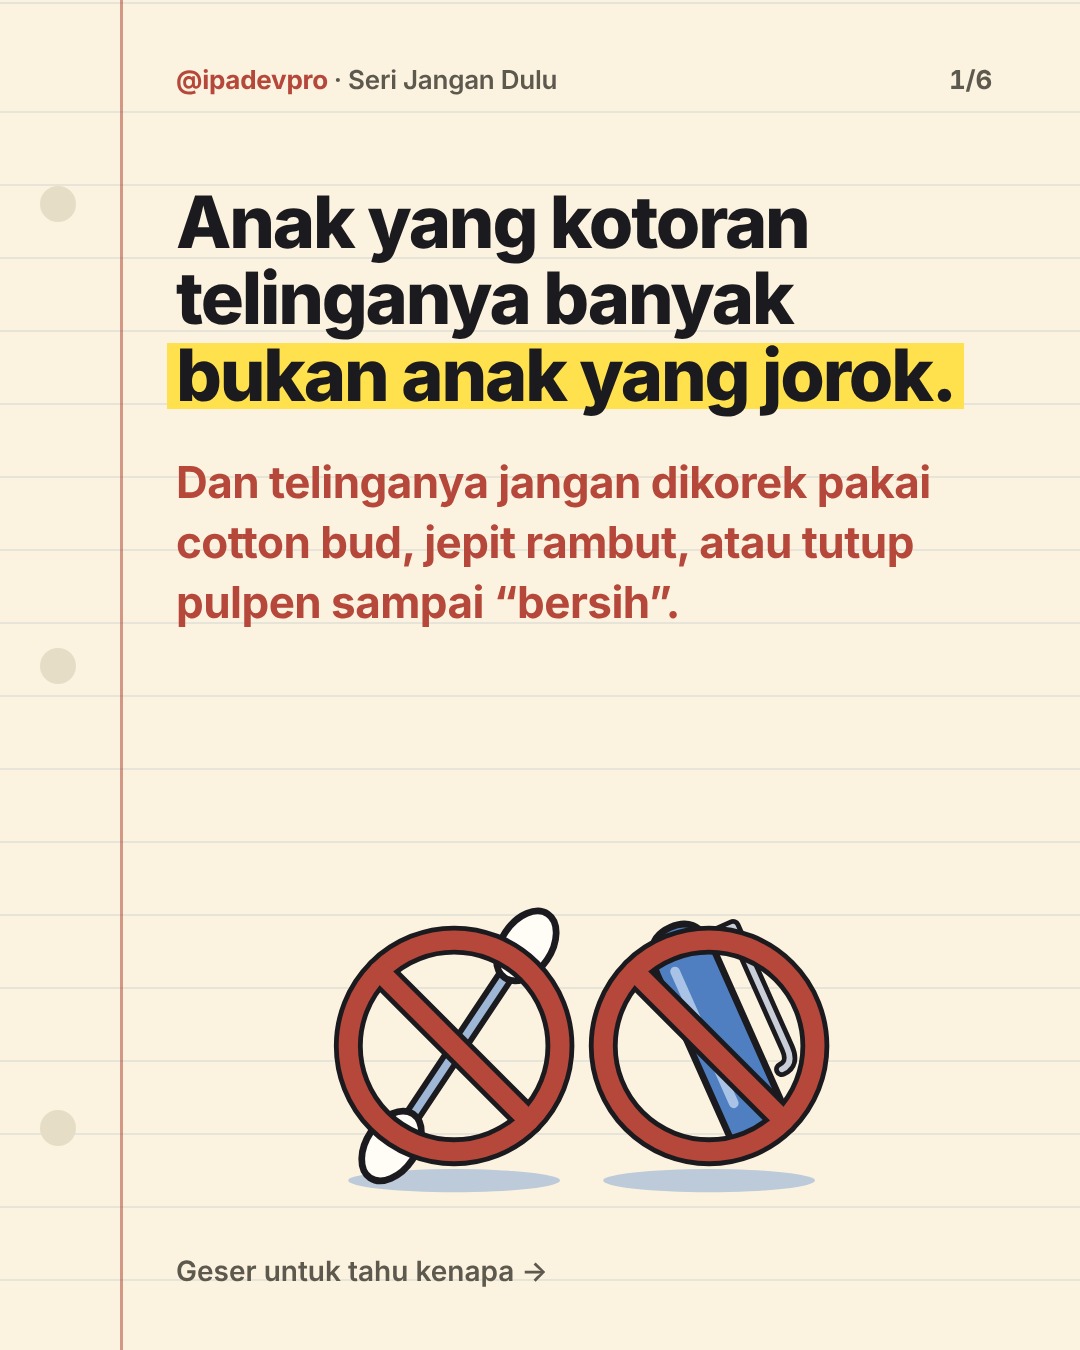 @ipadevpro · Seri Jangan Dulu
1/6
Anak yang kotoran
telinganya banyak
bukan anak yang jorok.
Dan telinganya jangan dikorek pakai
cotton bud, jepit rambut, atau tutup
pulpen sampai “bersih”.
Geser untuk tahu kenapa →